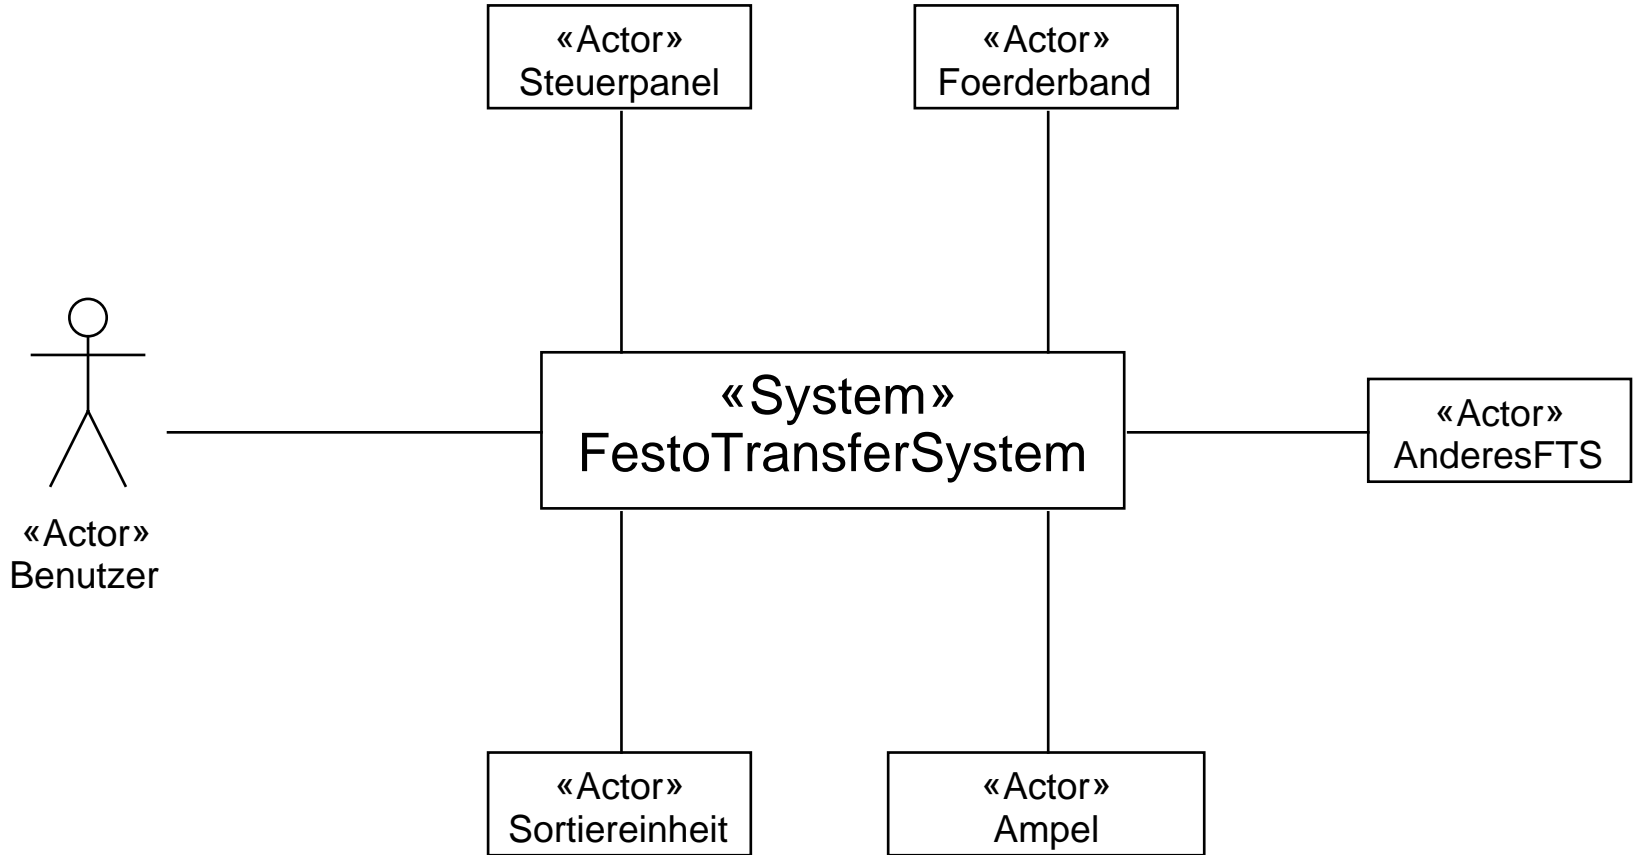 «Actor»
Steuerpanel
«Actor»
Foerderband
«System»
FestoTransferSystem
«Actor»
AnderesFTS
«Actor»
Benutzer
«Actor»
Sortiereinheit
«Actor»
Ampel